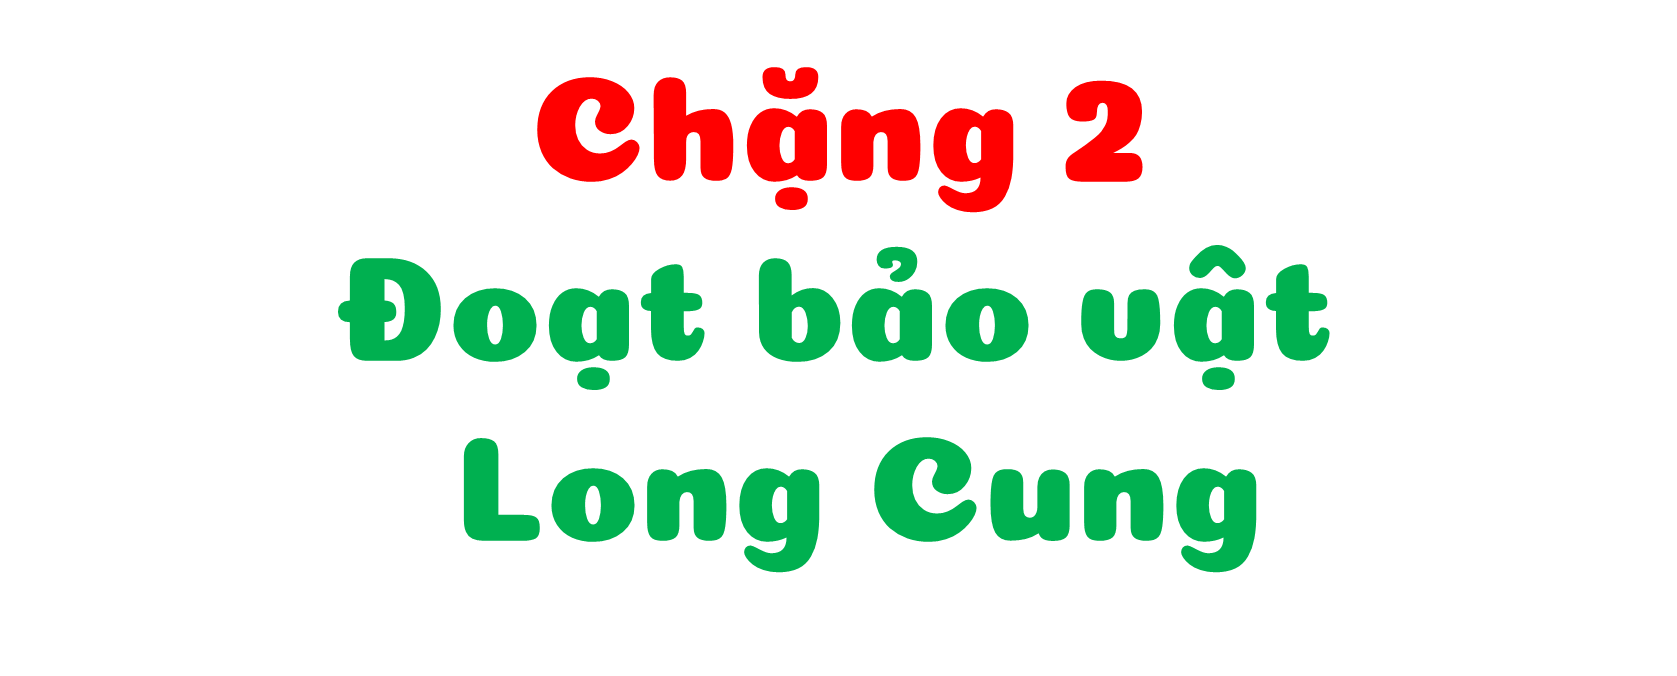 Chặng 2
Đoạt bảo vật
Long Cung